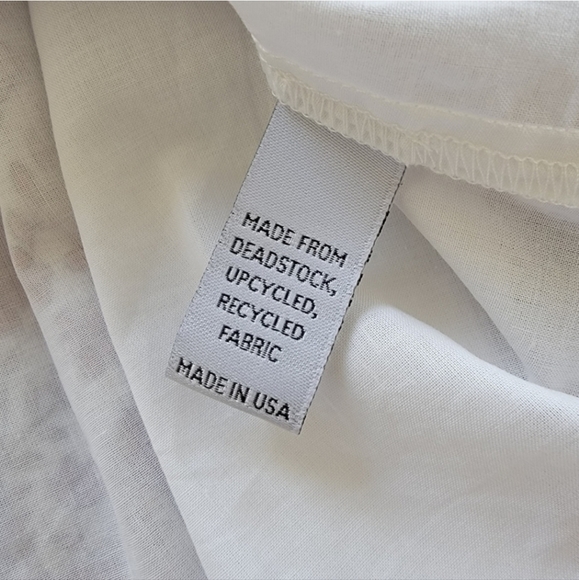 MADE FROM
DEADSTOCK,
UPCYCLED,
RECYCLED
FABRIC
MADE IN USA